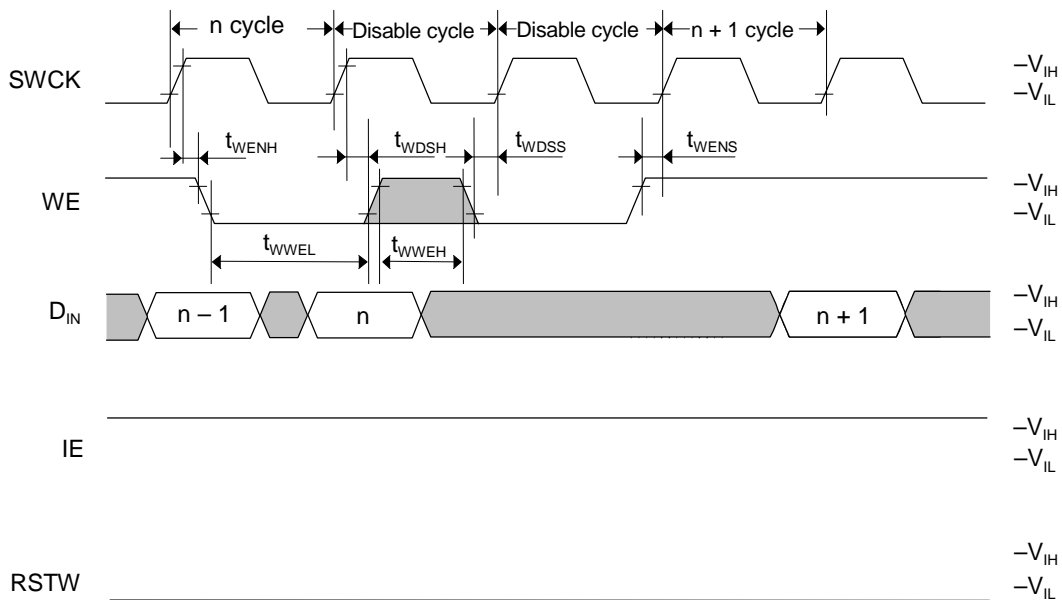 n cycle Disable cycle Disable cycle n + 1 cycle
SWCK –VIH
–VIL
tWENH tWDSH tWDSS tWENS
WE –VIH
–VIL
tWWEL tWWEH
DIN n – 1 n n + 1 –VIH
–VIL
IE –VIH
–VIL
RSTW –VIH
–VIL